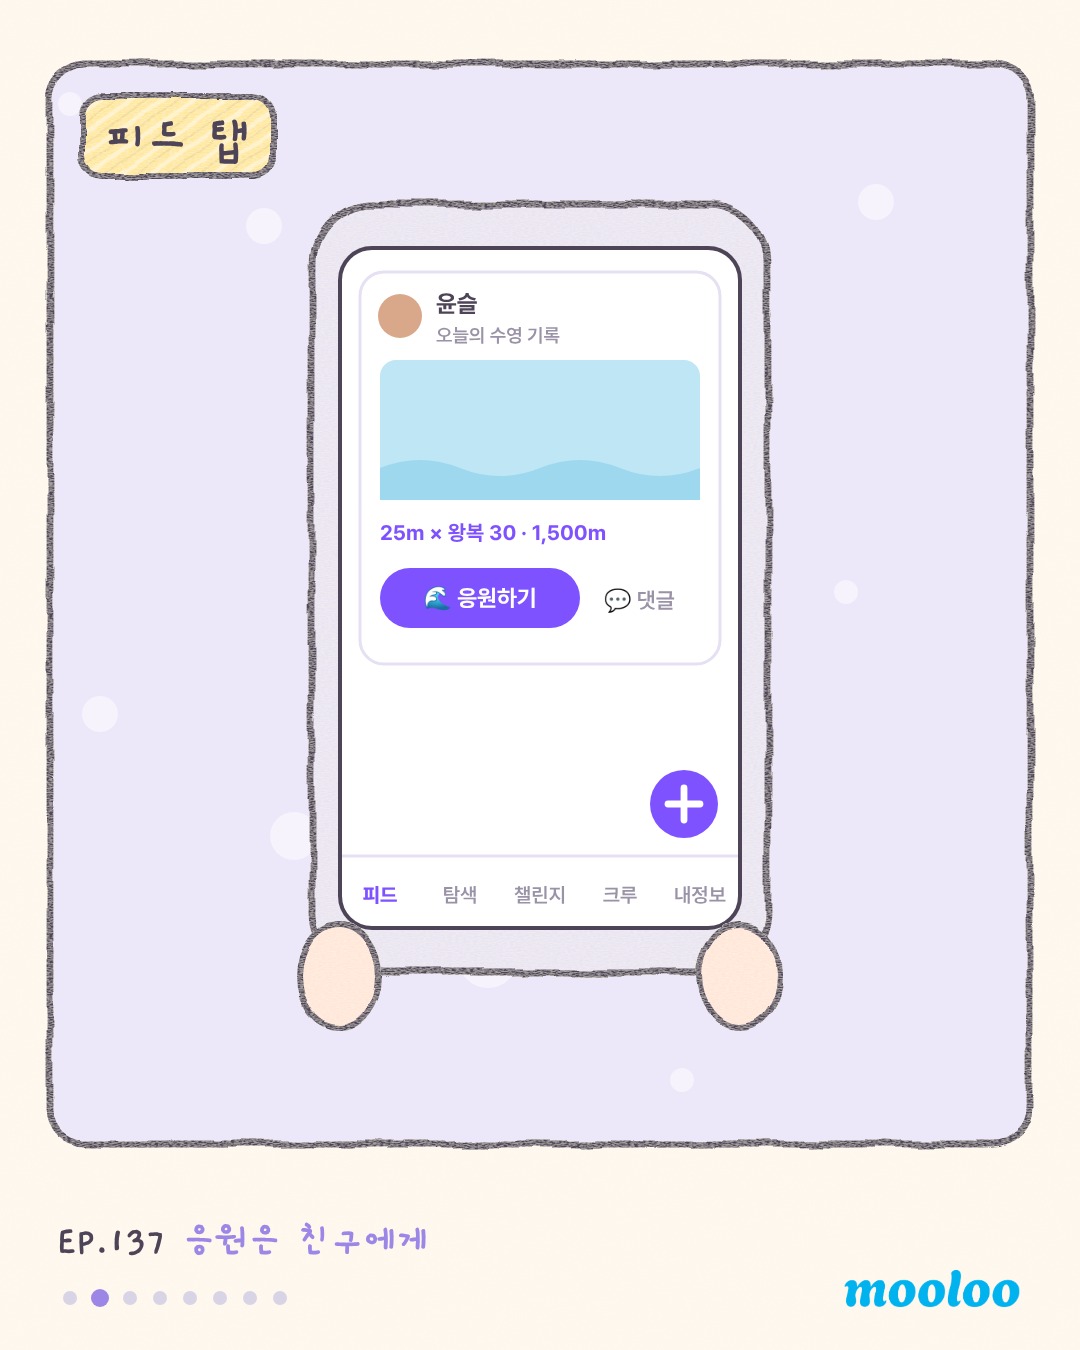 피드 탭
윤슬
오늘의 수영 기록
25m × 왕복 30 · 1,500m
🌊 응원하기 💬 댓글
피드 탐색 챌린지 크루 내정보
EP.137 응원은 친구에게
mooloo